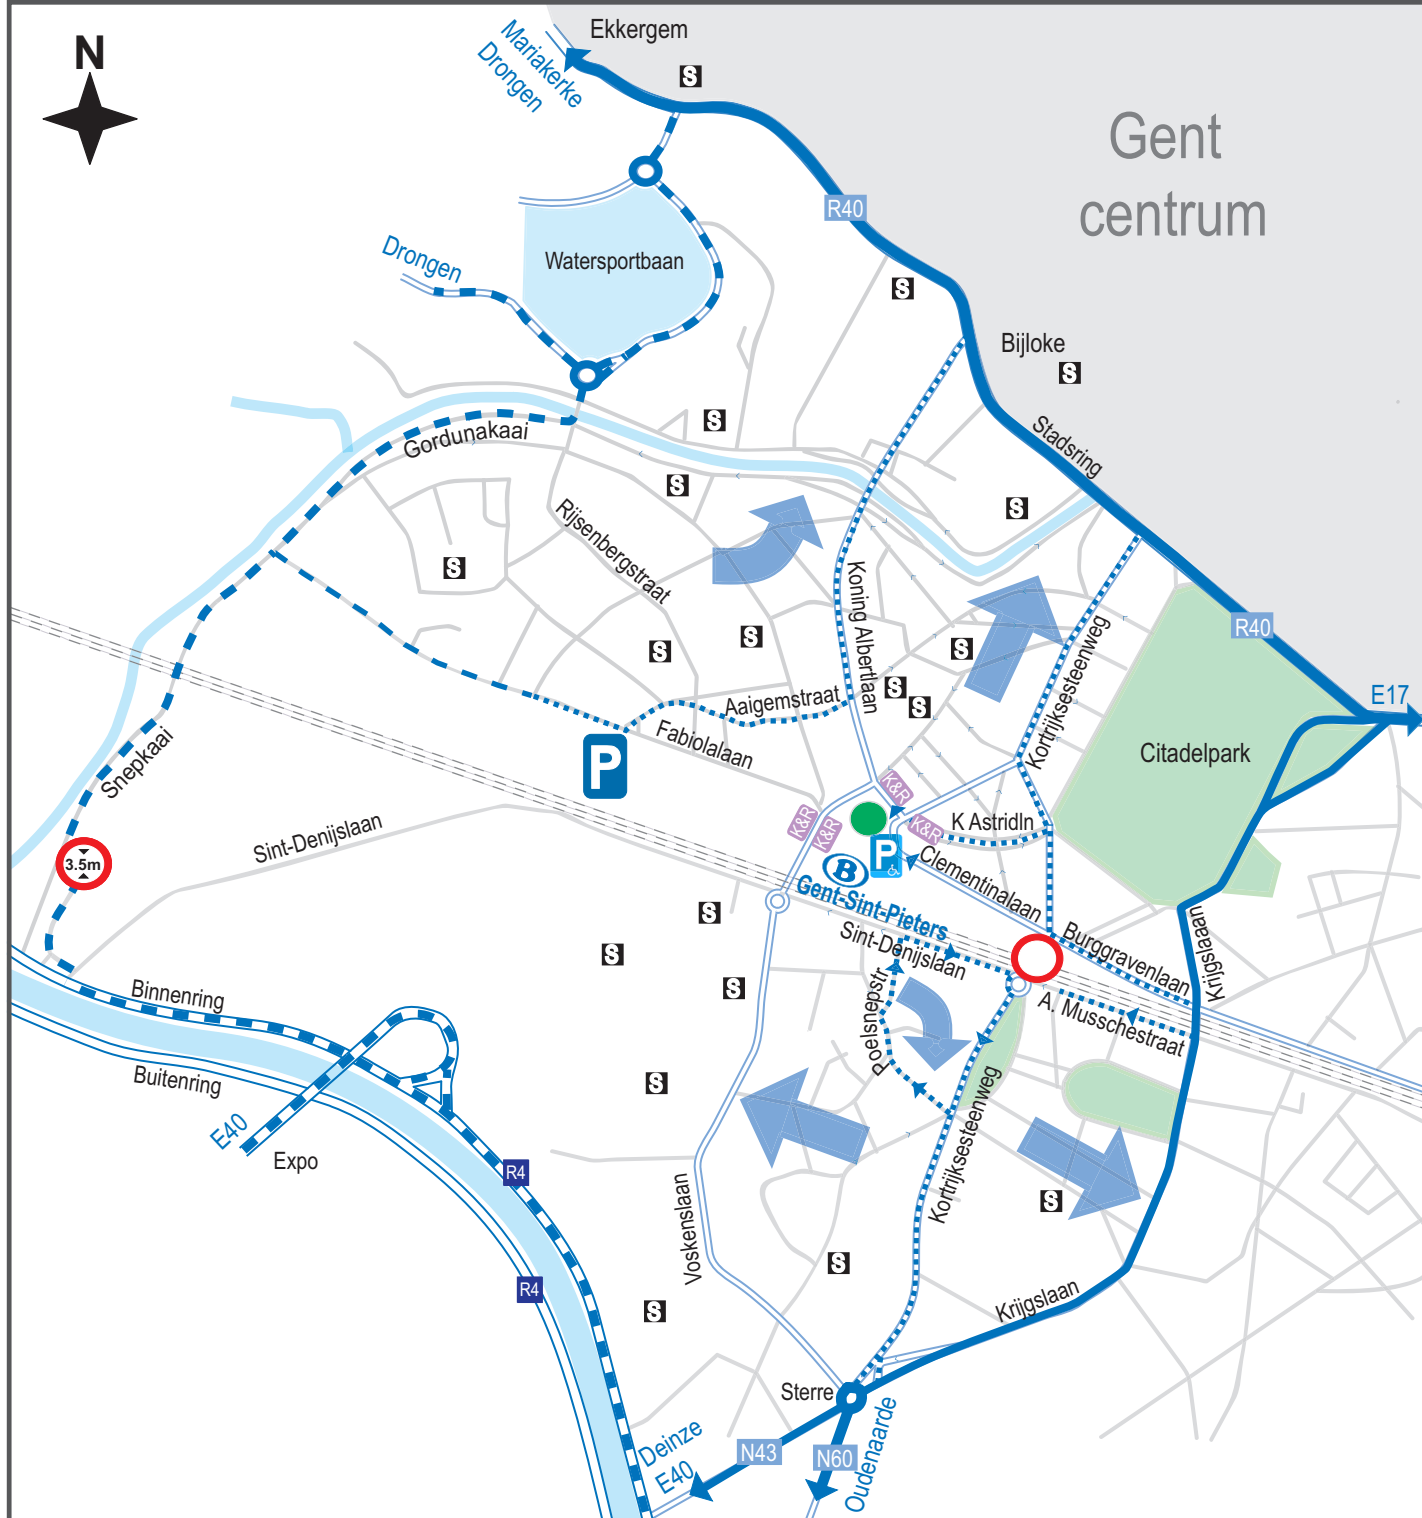 N
Ekkergem
Mariakerke
Drongen
S
Gent
centrum
R40
Watersportbaan
Drongen
S
Bijloke
S
S
Gordunakaai
Stadsring
S
S
Rijsenbergstraat
S
Koning Albertlaan
R40
Kortrijksesteenweg
S
S
S
S
S
E17
Aaigemstraat
Fabiolalaan
Citadelpark
P
Snepkaai
K&R
K&R
K&R
K&R
K Astridln
Sint-Denijslaan
3.5m
P
B
Clementinalaan
Gent-Sint-Pieters
S
Sint-Denijslaan
Burggravenlaan
Krijgslaaan
S
S
Poelsnepstr.
A. Musschestraat
Binnenring
Buitenring
S
Kortrijksesteenweg
E40
Expo
R4
S
Voskenslaan
S
R4
S
Krijgslaan
Sterre
Deinze
E40
N43
N60
Oudenaarde